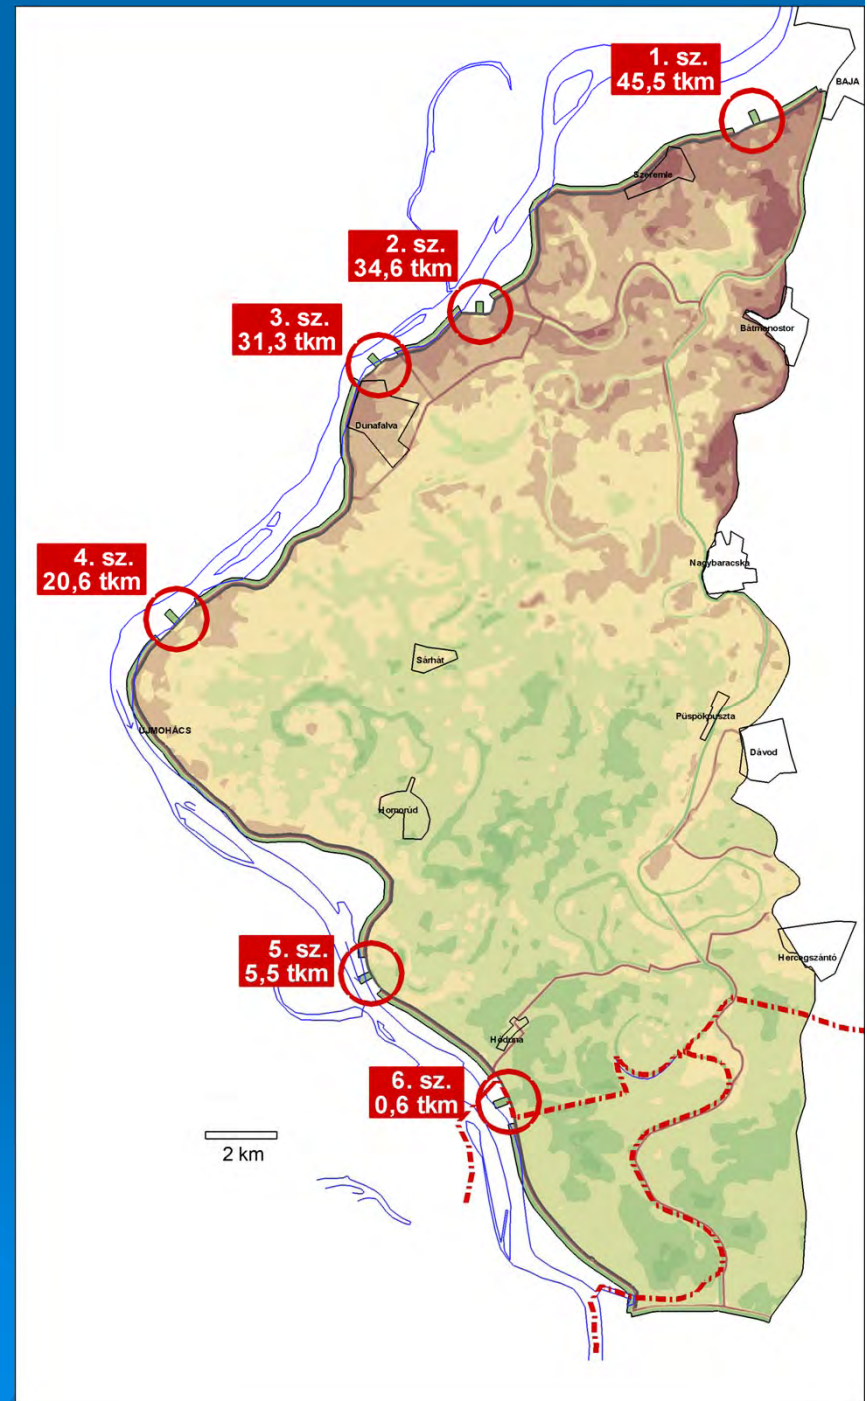 1. sz.
45,5 tkm
BAJA
Szeremle
2. sz.
34,6 tkm
3. sz.
31,3 tkm
Bátmonostor
Dunafalva
4. sz.
20,6 tkm
Nagybaracska
Sárhát
Püspökpuszta
ÚJMOHÁCS
Dávod
Homorúd
5. sz.
5,5 tkm
Hercegszántó
Hóduna
6. sz.
0,6 tkm
2 km